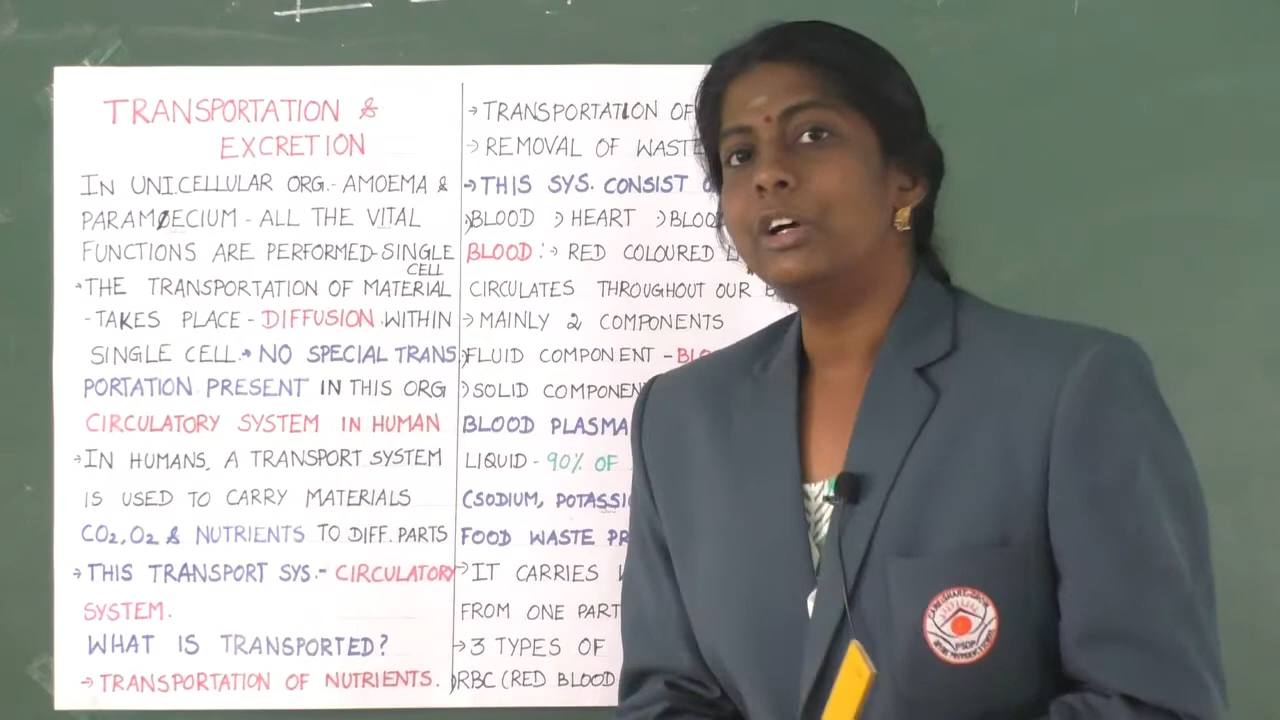 TRANSPORTATION &
EXCRETION
IN UNICELLULAR ORG.- AMOEMA &
PARAMOECIUM - ALL THE VITAL
FUNCTIONS ARE PERFORMED-SINGLE
CELL
→THE TRANSPORTATION OF MATERIAL
-TAKES PLACE - DIFFUSION WITHIN
SINGLE CELL.→ NO SPECIAL TRANS
PORTATION PRESENT IN THIS ORG
CIRCULATORY SYSTEM IN HUMAN
→IN HUMANS, A TRANSPORT SYSTEM
IS USED TO CARRY MATERIALS
CO2, O2 & NUTRIENTS TO DIFF. PARTS
→THIS TRANSPORT SYS.- CIRCULATORY
SYSTEM.
WHAT IS TRANSPORTED?
→TRANSPORTATION OF NUTRIENTS.
→TRANSPORTATION OF
→REMOVAL OF WASTE
→THIS SYS. CONSIST
→BLOOD →HEART →BLOOD
BLOOD:→ RED COLOURED
CIRCULATES THROUGHOUT OUR
→MAINLY 2 COMPONENTS
→FLUID COMPONENT -
→SOLID COMPONENT
BLOOD PLASMA
LIQUID - 90% OF
(SODIUM,
FOOD WASTE
→IT CARRIES
FROM ONE PART
→3 TYPES OF
→RBC (RED BLOOD